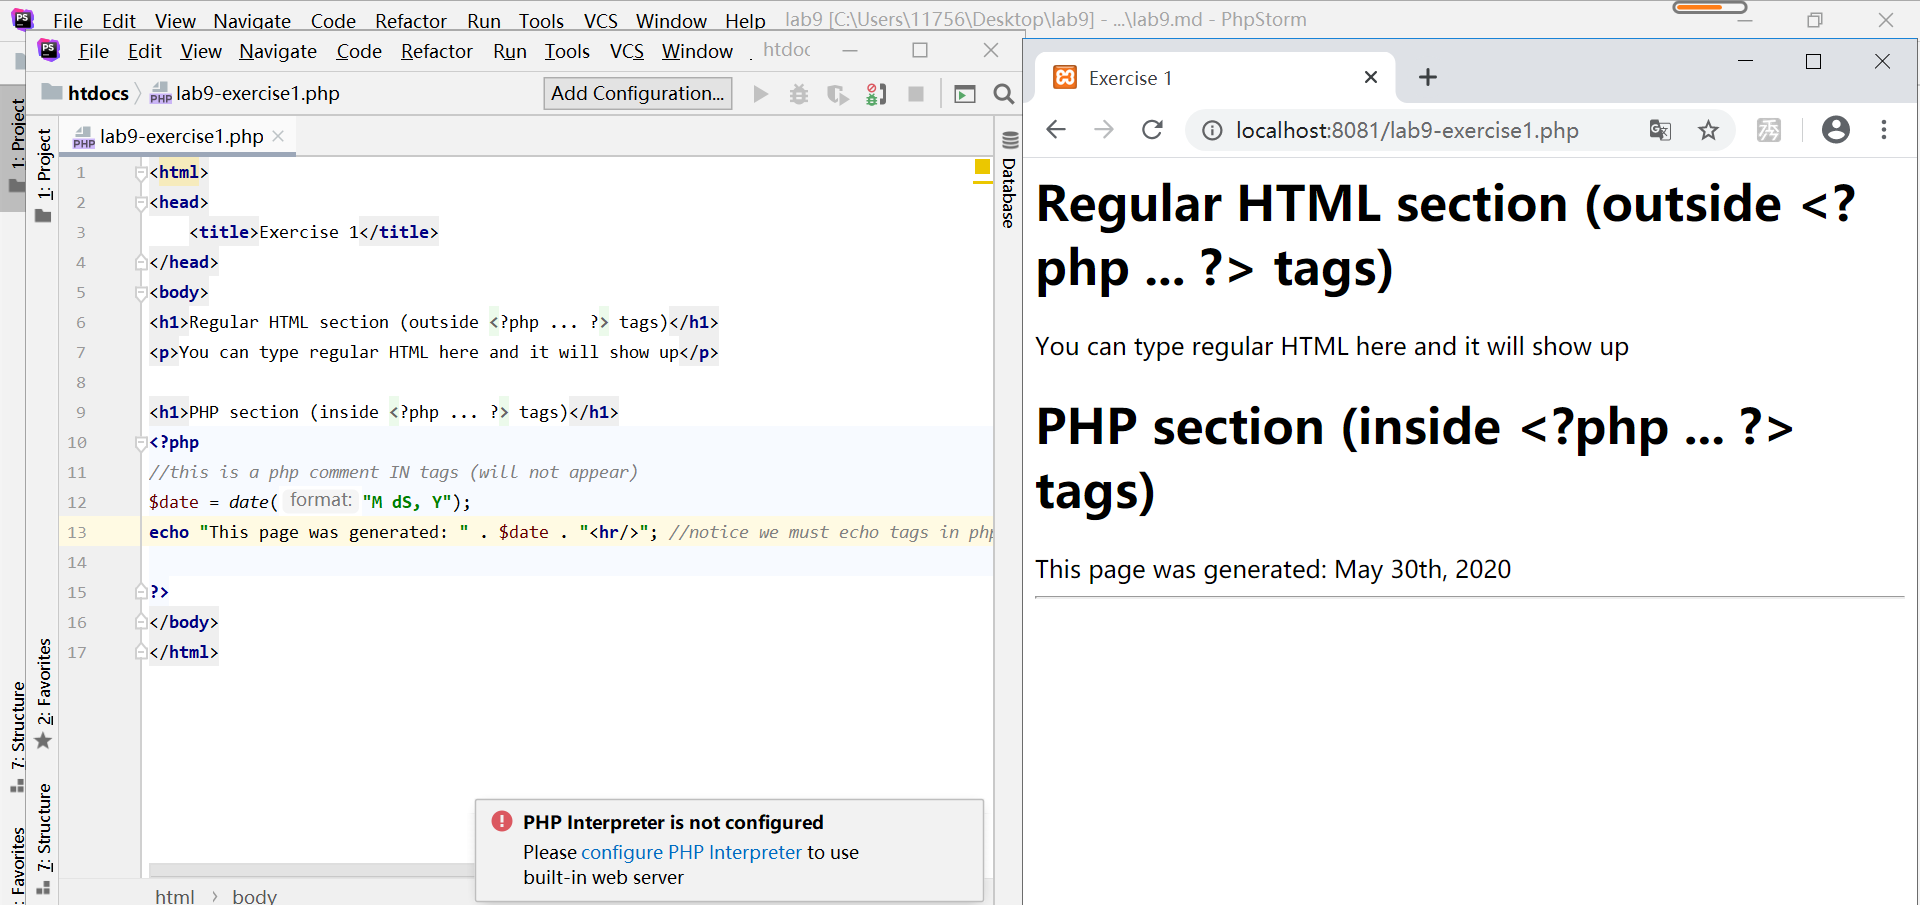 File Edit View Navigate Code Refactor Run Tools VCS Window Help lab9 [C:\Users\11756\Desktop\lab9] - ...\lab9.md - PhpStorm
File Edit View Navigate Code Refactor Run Tools VCS Window
htdocs lab9-exercise1.php Add Configuration...
lab9-exercise1.php
1: Project
1: Project
7: Structure
2: Favorites
7: Structure
Favorites
Database
1 <html>
2 <head>
3 <title>Exercise 1</title>
4 </head>
5 <body>
6 <h1>Regular HTML section (outside <?php ... ?> tags)</h1>
7 <p>You can type regular HTML here and it will show up</p>
8
9 <h1>PHP section (inside <?php ... ?> tags)</h1>
10 <?php
11 //this is a php comment IN tags (will not appear)
12 $date = date( format: "M dS, Y");
13 echo "This page was generated: " . $date . "<hr/>"; //notice we must echo tags in php
14
15 ?>
16 </body>
17 </html>
PHP Interpreter is not configured
Please configure PHP Interpreter to use
built-in web server
html › body
Exercise 1
localhost:8081/lab9-exercise1.php
秀
Regular HTML section (outside <?
php ... ?> tags)
You can type regular HTML here and it will show up
PHP section (inside <?php ... ?>
tags)
This page was generated: May 30th, 2020